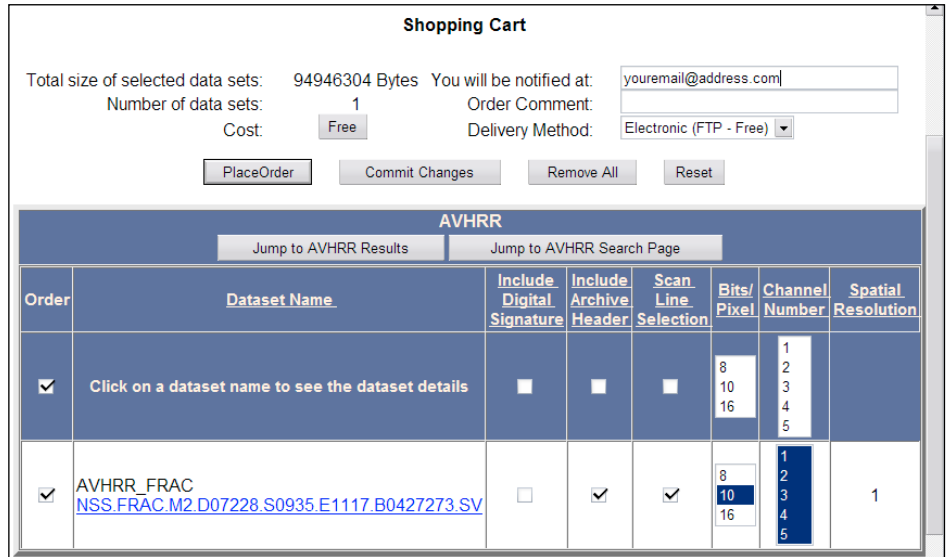 Shopping Cart
Total size of selected data sets: 94946304 Bytes You will be notified at: youremail@address.com
Number of data sets: 1 Order Comment:
Cost: Free Delivery Method: Electronic (FTP - Free)
PlaceOrder Commit Changes Remove All Reset
AVHRR
Jump to AVHRR Results Jump to AVHRR Search Page
Order Dataset Name Include Digital Signature Include Archive Header Scan Line Selection Bits/ Pixel Channel Number Spatial Resolution
Click on a dataset name to see the dataset details
8
10
16
1
2
3
4
5
AVHRR_FRAC
NSS.FRAC.M2.D07228.S0935.E1117.B0427273.SV
8
10
16
1
2
3
4
5
1